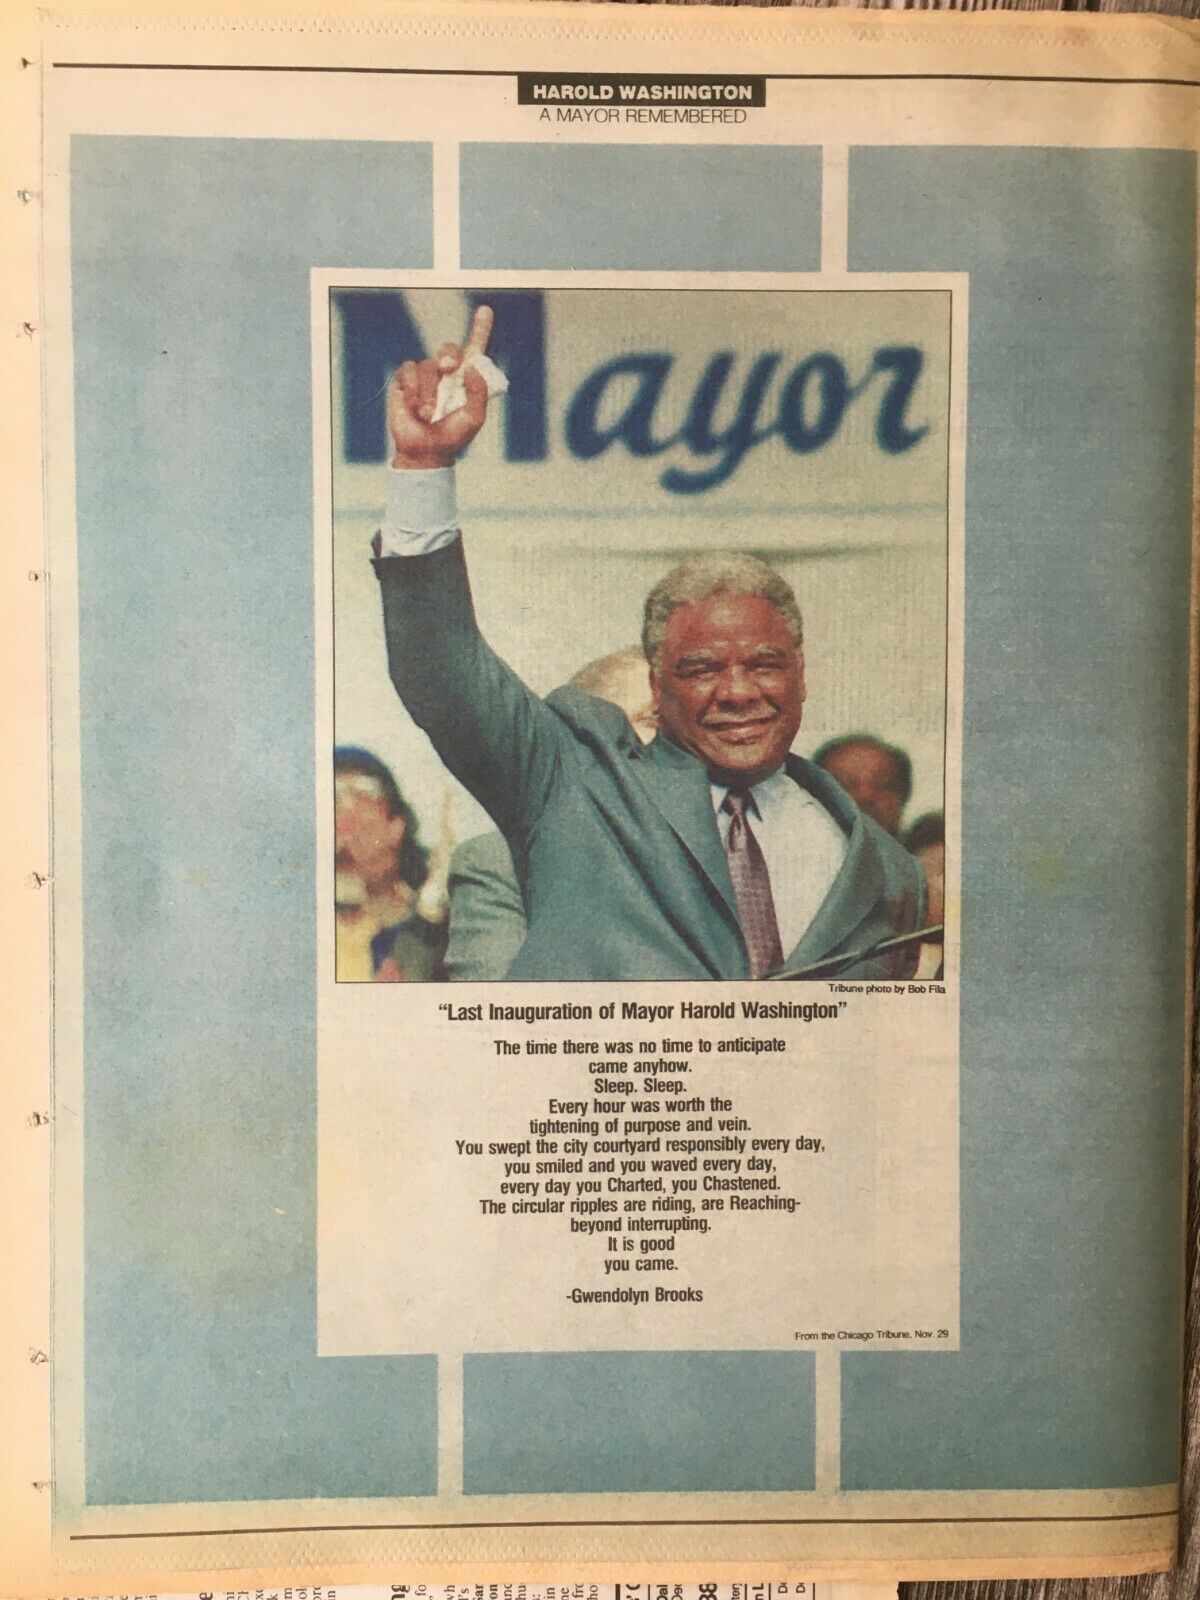 HAROLD WASHINGTON
A MAYOR REMEMBERED
Mayor
Tribune photo by Bob Fila
“Last Inauguration of Mayor Harold Washington”
The time there was no time to anticipate
came anyhow.
Sleep. Sleep.
Every hour was worth the
tightening of purpose and vein.
You swept the city courtyard responsibly every day,
you smiled and you waved every day,
every day you Charted, you Chastened.
The circular ripples are riding, are Reaching-
beyond interrupting.
It is good
you came.
-Gwendolyn Brooks
From the Chicago Tribune, Nov. 29